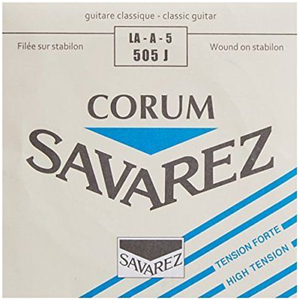 guitare classique - classic guitar
Filée sur stabilon
LA - A - 5
505 J
Wound on stabilon
CORUM
SAVAREZ
SAVAREZ
TENSION FORTE
HIGH TENSION